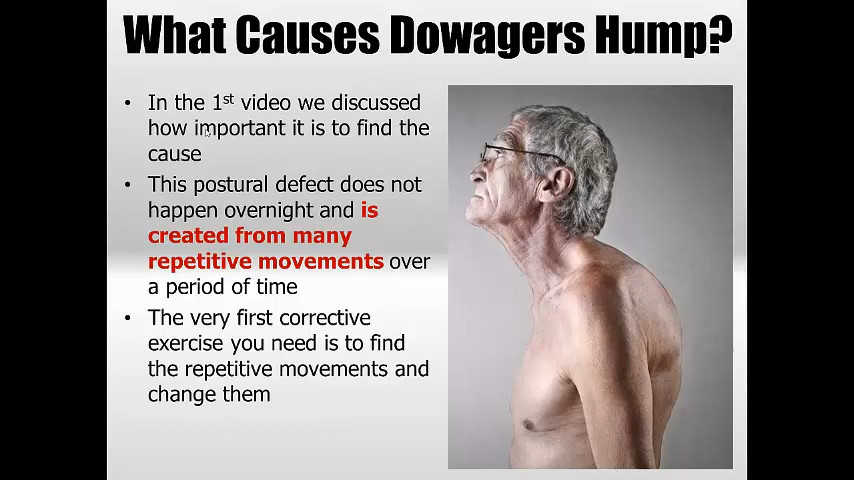 What Causes Dowagers Hump?
• In the 1st video we discussed
how important it is to find the
cause
• This postural defect does not
happen overnight and is
created from many
repetitive movements over
a period of time
• The very first corrective
exercise you need is to find
the repetitive movements and
change them